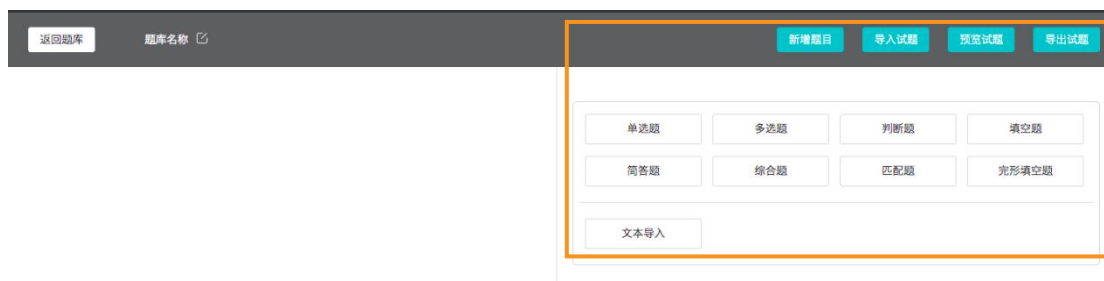 返回题库 题库名称 新增题目 导入试题 预览试题 导出试题
单选题 多选题 判断题 填空题
简答题 综合题 匹配题 完形填空题
文本导入